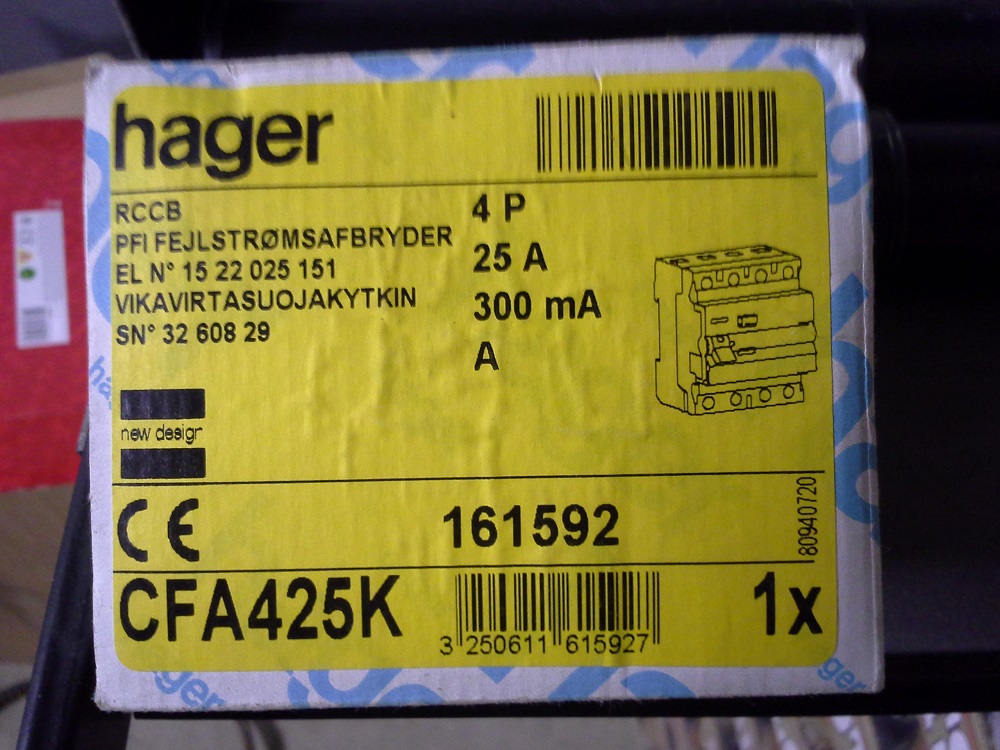 hager
RCCB
PFI FEJLSTRØMSAFBRYDER
EL N° 15 22 025 151
VIKAVIRTASUOJAKYTKIN
SN° 32 608 29
4 P
25 A
300 mA
A
new design
CE
161592
80940720
CFA425K
3 250611 615927
1x